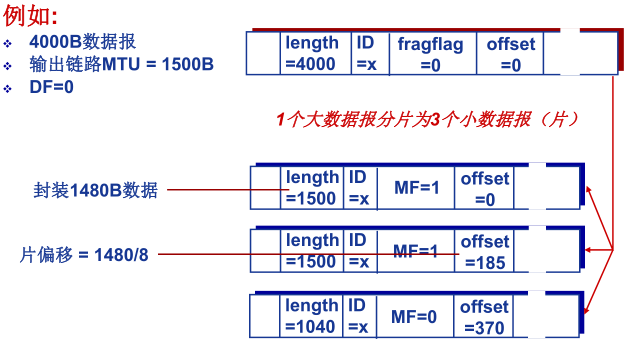 例如:
❖ 4000B数据报
❖ 输出链路MTU = 1500B
❖ DF=0
length =4000 ID =x fragflag =0 offset =0
1个大数据报分片为3个小数据报（片）
封装1480B数据
length =1500 ID =x MF=1 offset =0
片偏移 = 1480/8
length =1500 ID =x MF=1 offset =185
length =1040 ID =x MF=0 offset =370